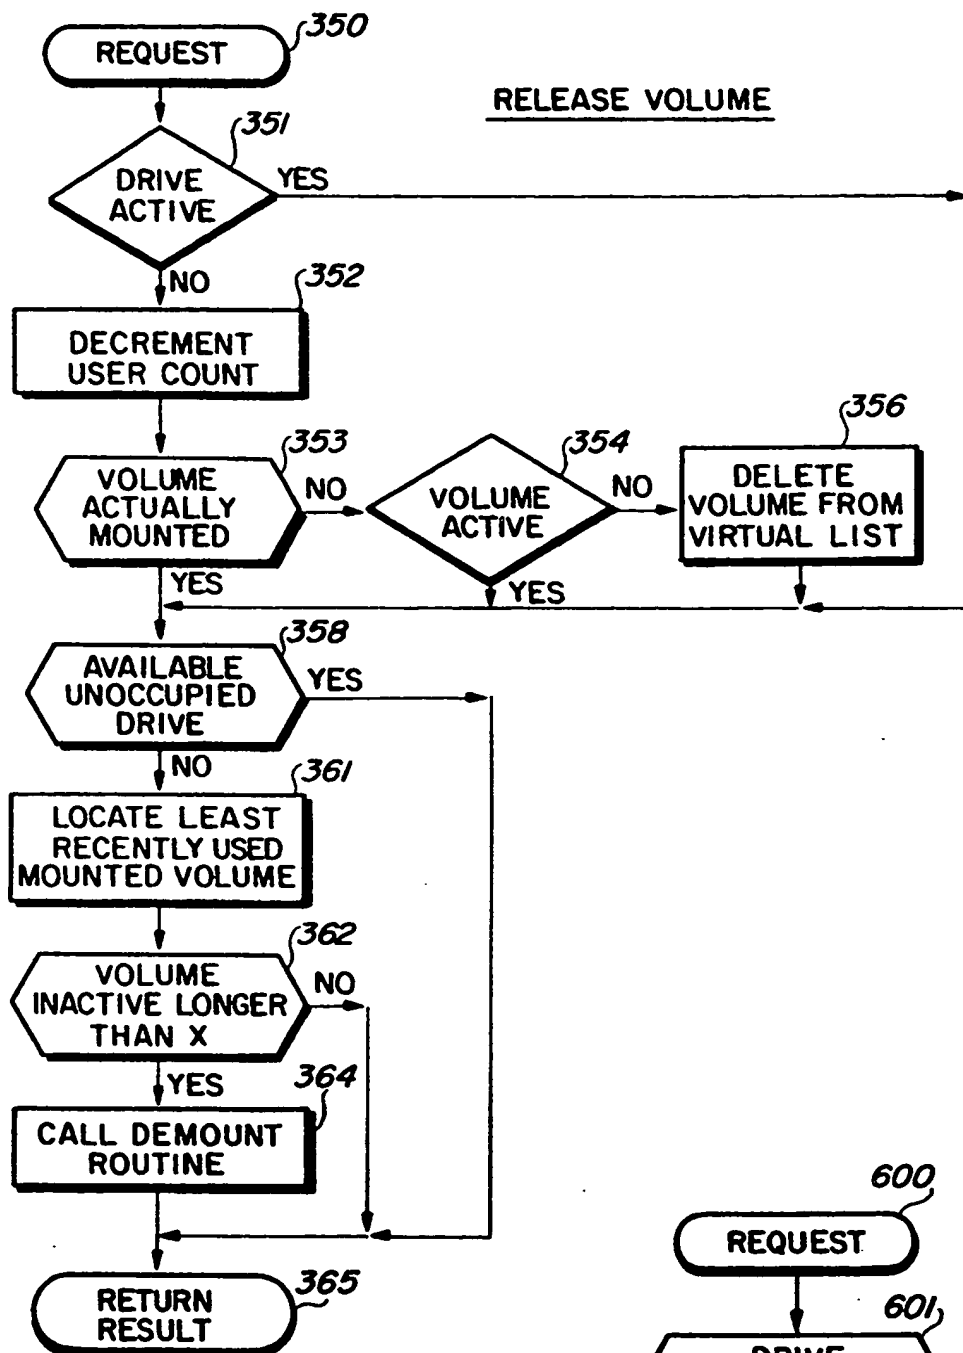 350
REQUEST
RELEASE VOLUME
351
DRIVE
ACTIVE
YES
NO
352
DECREMENT
USER COUNT
353
VOLUME
ACTUALLY
MOUNTED
NO
YES
354
VOLUME
ACTIVE
NO
YES
356
DELETE
VOLUME FROM
VIRTUAL LIST
358
AVAILABLE
UNOCCUPIED
DRIVE
YES
NO
361
LOCATE LEAST
RECENTLY USED
MOUNTED VOLUME
362
VOLUME
INACTIVE LONGER
THAN X
NO
YES
364
CALL DEMOUNT
ROUTINE
365
RETURN
RESULT
600
REQUEST
601
DRIVE